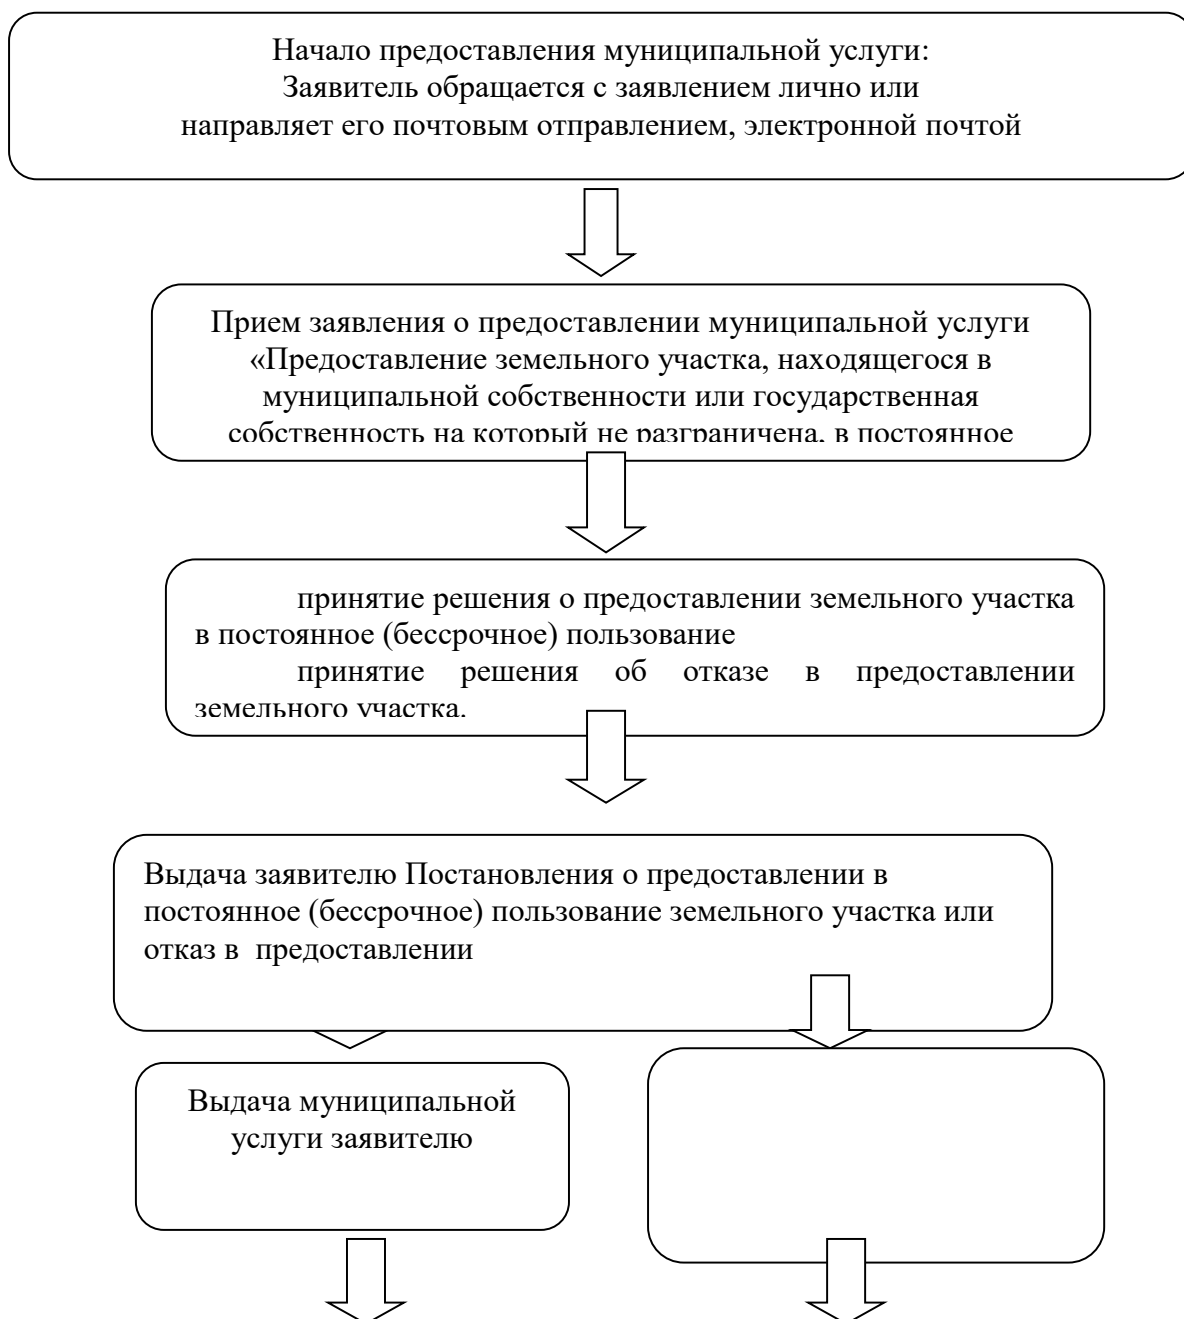 Начало предоставления муниципальной услуги:
Заявитель обращается с заявлением лично или
направляет его почтовым отправлением, электронной почтой
Прием заявления о предоставлении муниципальной услуги
«Предоставление земельного участка, находящегося в
муниципальной собственности или государственная
собственность на который не разграничена, в постоянное
принятие решения о предоставлении земельного участка
в постоянное (бессрочное) пользование
принятие решения об отказе в предоставлении
земельного участка.
Выдача заявителю Постановления о предоставлении в
постоянное (бессрочное) пользование земельного участка или
отказ в  предоставлении
Выдача муниципальной
услуги заявителю